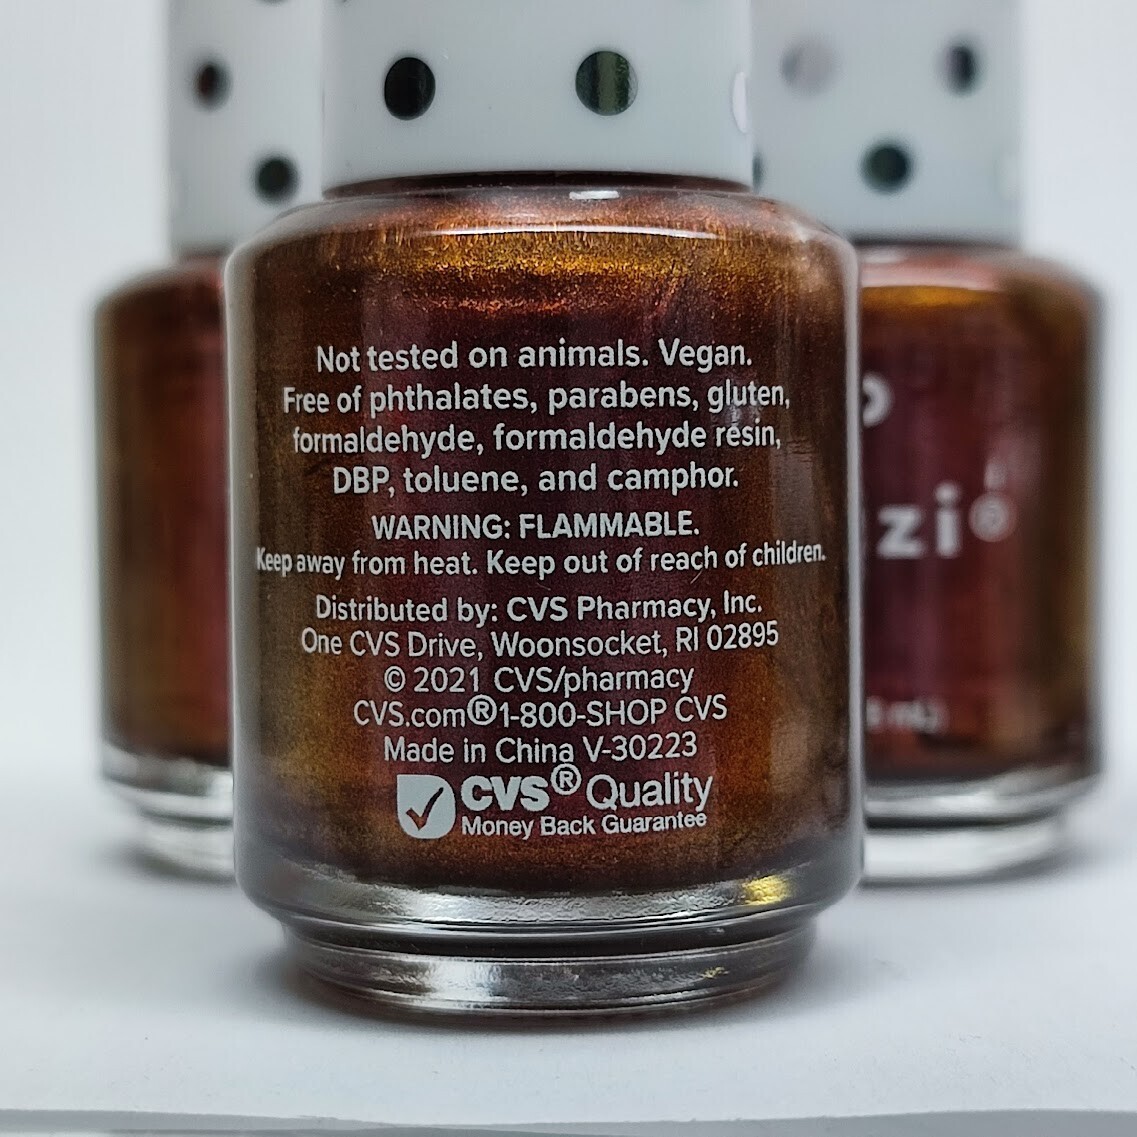 Not tested on animals. Vegan.
Free of phthalates, parabens, gluten,
formaldehyde, formaldehyde resin,
DBP, toluene, and camphor.
WARNING: FLAMMABLE.
Keep away from heat. Keep out of reach of children.
Distributed by: CVS Pharmacy, Inc.
One CVS Drive, Woonsocket, RI 02895
© 2021 CVS/pharmacy
CVS.com®1-800-SHOP CVS
Made in China V-30223
CVS® Quality
Money Back Guarantee
zi®
mL)